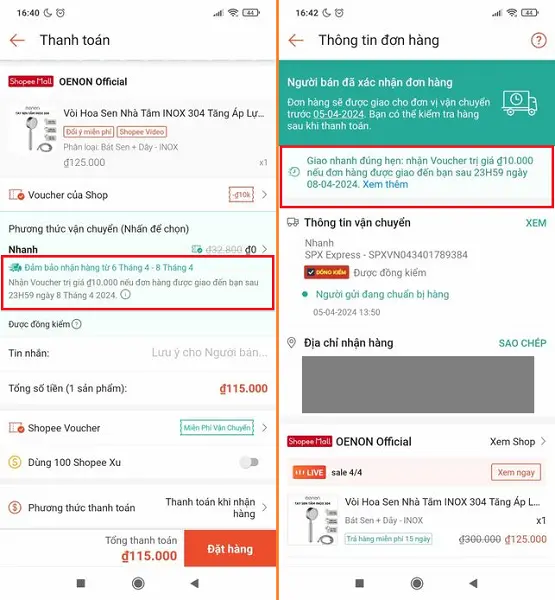 16:40
44
Thanh toán
Shopee Mall OENON Official
Vòi Hoa Sen Nhà Tắm INOX 304 Tăng Áp Lự...
Đổi ý miễn phí Shopee Video
Phân loại: Bát Sen + Dây - INOX
₫125.000 x1
Voucher của Shop -₫10k
Phương thức vận chuyển (Nhấn để chọn)
Nhanh ₫32.800 ₫0
Đảm bảo nhận hàng từ 6 Tháng 4 - 8 Tháng 4
Nhận Voucher trị giá ₫10.000 nếu đơn hàng được giao đến bạn sau
23H59 ngày 8 Tháng 4 2024.
Được đồng kiểm
Tin nhắn: Lưu ý cho Người bán...
Tổng số tiền (1 sản phẩm): ₫115.000
Shopee Voucher Miễn Phí Vận Chuyển
Dùng 100 Shopee Xu
Phương thức thanh toán Thanh toán khi nhận
hàng
Tổng thanh toán
₫115.000
Đặt hàng
16:42
44
Thông tin đơn hàng
Người bán đã xác nhận đơn hàng
Đơn hàng sẽ được giao cho đơn vị vận chuyển
trước 05-04-2024. Bạn có thể kiểm tra hàng
sau khi thanh toán.
Giao nhanh đúng hẹn: nhận Voucher trị giá ₫10.000
nếu đơn hàng được giao đến bạn sau 23H59 ngày
08-04-2024. Xem thêm
Thông tin vận chuyển XEM
Nhanh
SPX Express - SPXVN043401789384
ĐỒNG KIỂM Được đồng kiểm
Người gửi đang chuẩn bị hàng
05-04-2024 13:50
Địa chỉ nhận hàng SAO CHÉP
Shopee Mall OENON Official Xem Shop
LIVE sale 4/4 Xem ngay
Vòi Hoa Sen Nhà Tắm INOX 304 Tăng Áp L...
Bát Sen + Dây - INOX x1
Trả hàng miễn phí 15 ngày ₫300.000 ₫125.000